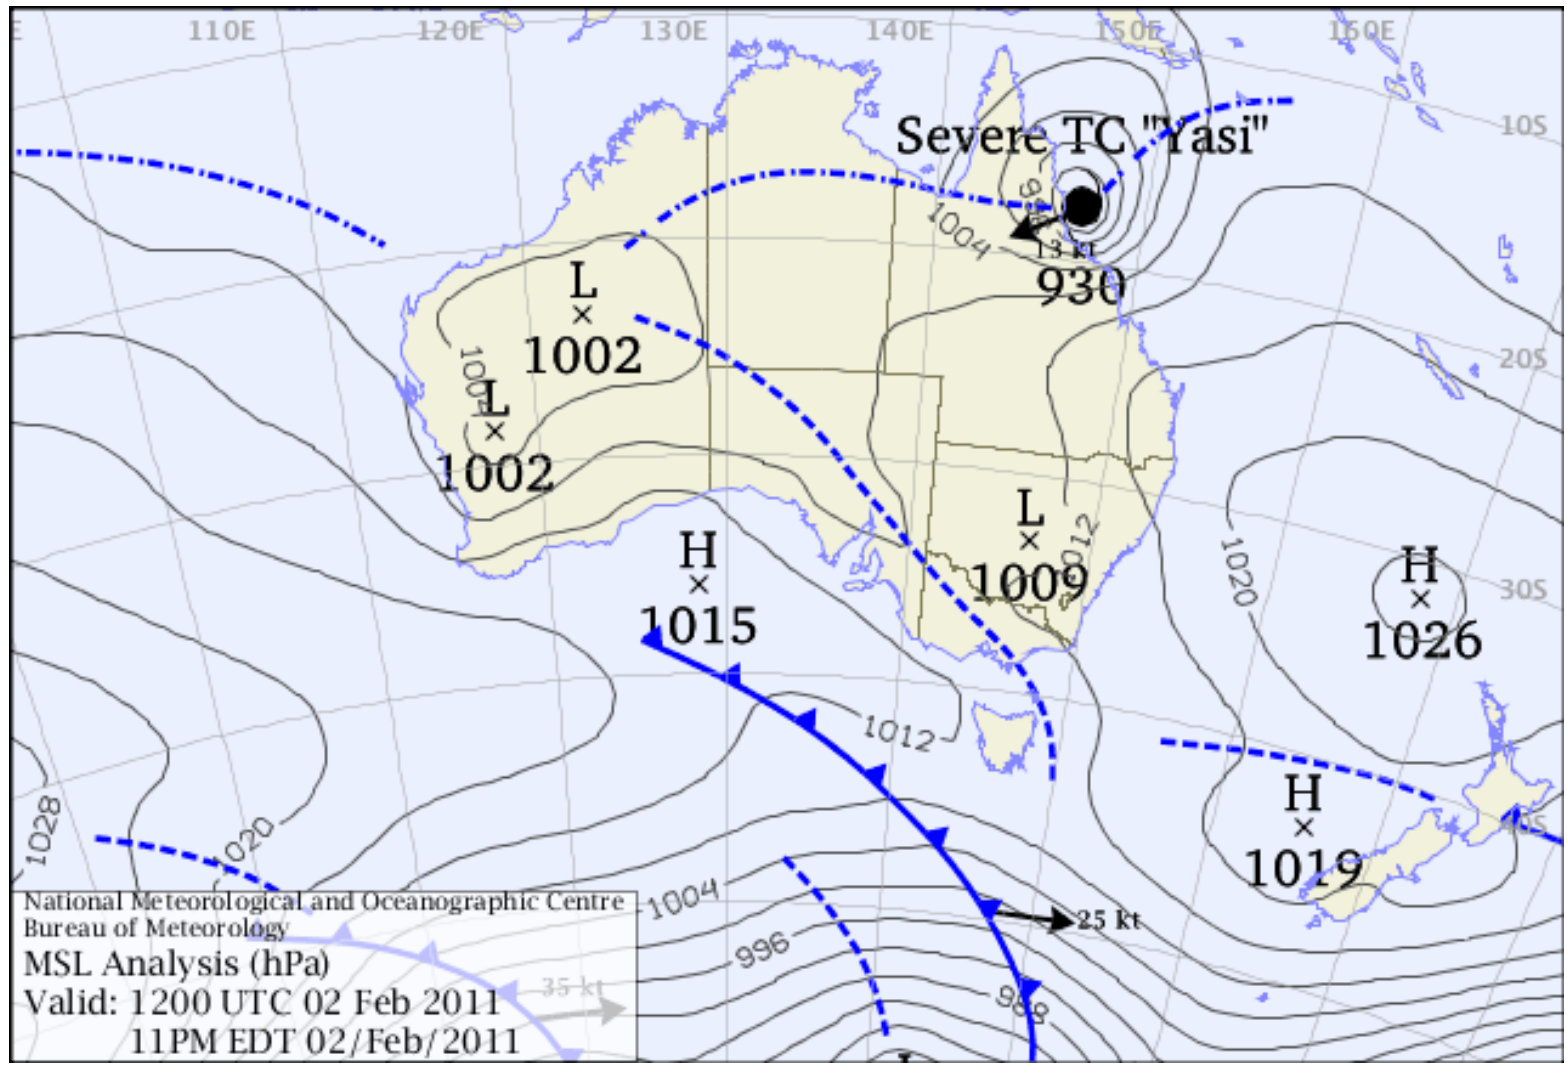 110E 120E 130E 140E 150E 160E
10S
Severe TC "Yasi"
1004
13 kt
930
L
1002
20S
L
1002
L
1009
1012
H
1015
1020
H
1026
30S
1012
H
1019
40S
1028
1020
1004
996
988
25 kt
35 kt
National Meteorological and Oceanographic Centre
Bureau of Meteorology
MSL Analysis (hPa)
Valid: 1200 UTC 02 Feb 2011
11PM EDT 02/Feb/2011